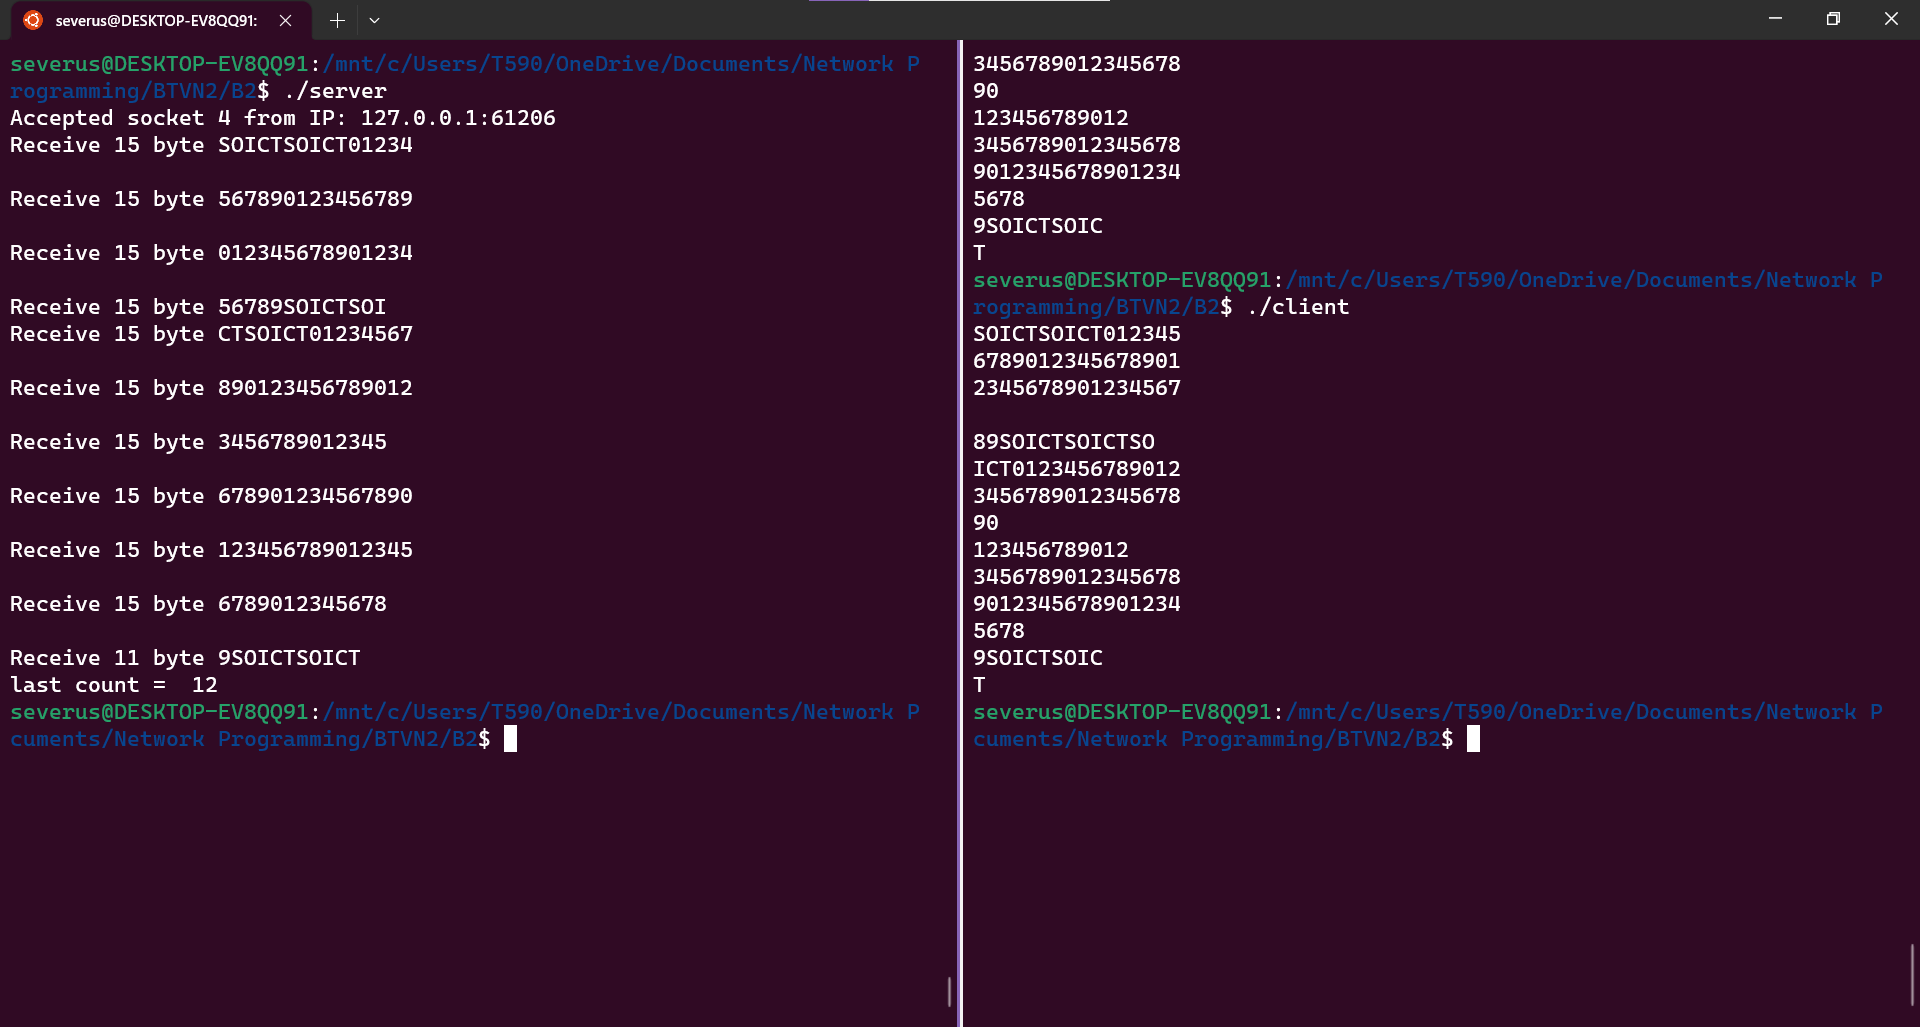 severus@DESKTOP-EV8QQ91:
severus@DESKTOP-EV8QQ91:/mnt/c/Users/T590/OneDrive/Documents/Network P
rogramming/BTVN2/B2$ ./server
Accepted socket 4 from IP: 127.0.0.1:61206
Receive 15 byte SOICTSOICT01234
Receive 15 byte 567890123456789
Receive 15 byte 012345678901234
Receive 15 byte 56789SOICTSOI
Receive 15 byte CTSOICT01234567
Receive 15 byte 890123456789012
Receive 15 byte 3456789012345
Receive 15 byte 678901234567890
Receive 15 byte 123456789012345
Receive 15 byte 6789012345678
Receive 11 byte 9SOICTSOICT
last count =  12
severus@DESKTOP-EV8QQ91:/mnt/c/Users/T590/OneDrive/Documents/Network P
cuments/Network Programming/BTVN2/B2$
3456789012345678
90
123456789012
3456789012345678
9012345678901234
5678
9SOICTSOIC
T
severus@DESKTOP-EV8QQ91:/mnt/c/Users/T590/OneDrive/Documents/Network P
rogramming/BTVN2/B2$ ./client
SOICTSOICT012345
6789012345678901
2345678901234567
89SOICTSOICTSO
ICT0123456789012
3456789012345678
90
123456789012
3456789012345678
9012345678901234
5678
9SOICTSOIC
T
severus@DESKTOP-EV8QQ91:/mnt/c/Users/T590/OneDrive/Documents/Network P
cuments/Network Programming/BTVN2/B2$